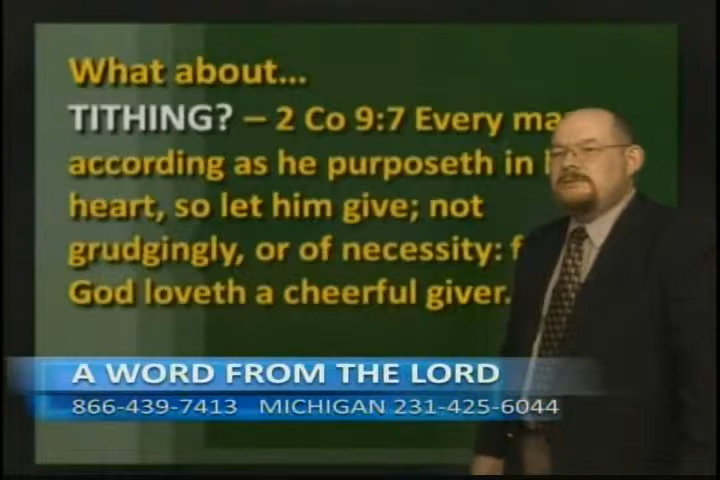 What about...
TITHING? – 2 Co 9:7 Every
according as he purposeth in
heart, so let him give; not
grudgingly, or of necessity:
God loveth a cheerful giver.
A WORD FROM THE LORD
866-439-7413 MICHIGAN 231-425-6044